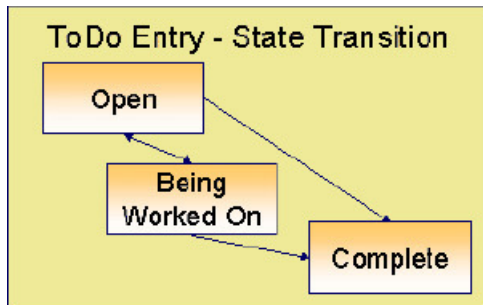 ToDo Entry - State Transition
Open
Being
Worked On
Complete